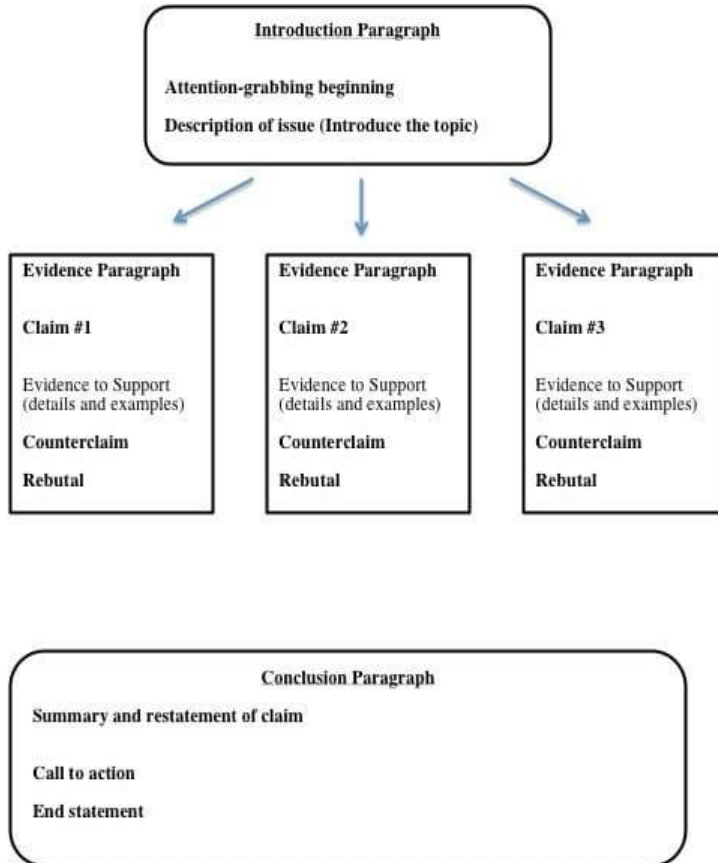 Introduction Paragraph
Attention-grabbing beginning
Description of issue (Introduce the topic)
Evidence Paragraph
Claim #1
Evidence to Support
(details and examples)
Counterclaim
Rebutal
Evidence Paragraph
Claim #2
Evidence to Support
(details and examples)
Counterclaim
Rebutal
Evidence Paragraph
Claim #3
Evidence to Support
(details and examples)
Counterclaim
Rebutal
Conclusion Paragraph
Summary and restatement of claim
Call to action
End statement